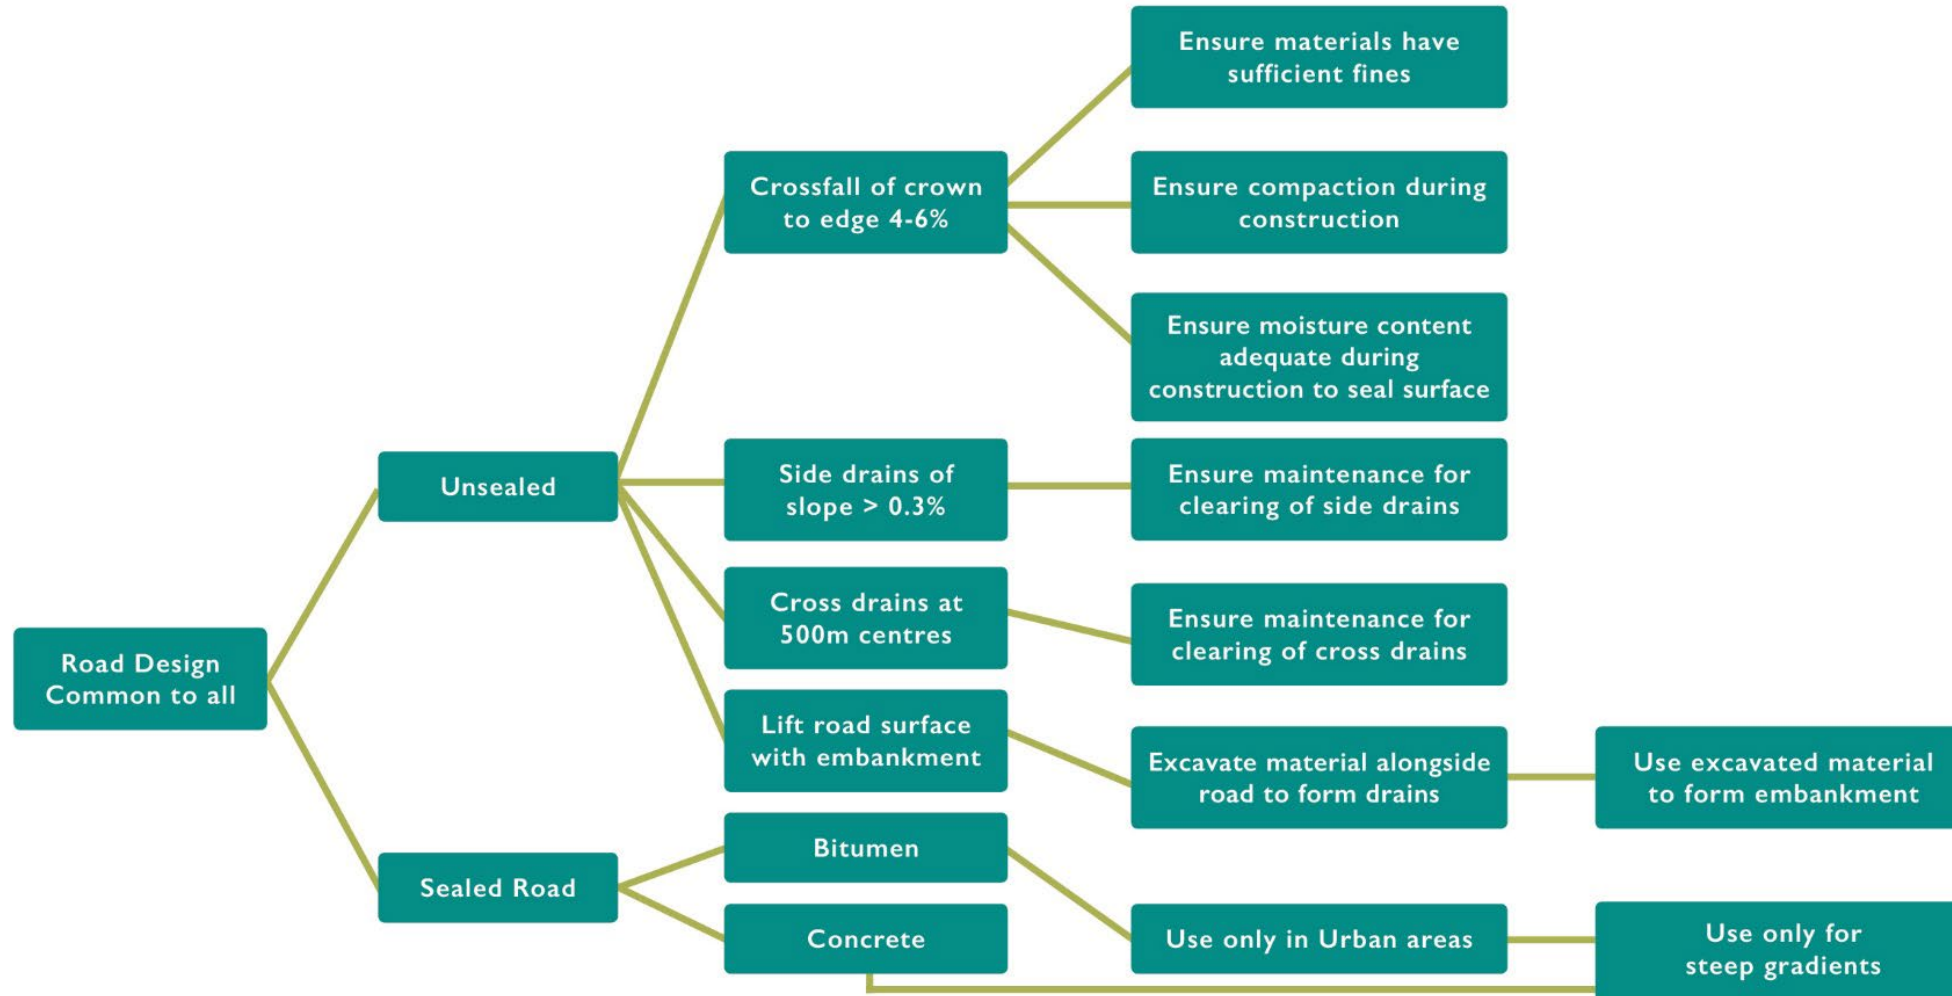 Ensure materials have
sufficient fines
Crossfall of crown
to edge 4-6%
Ensure compaction during
construction
Ensure moisture content
adequate during
construction to seal surface
Unsealed
Side drains of
slope > 0.3%
Ensure maintenance for
clearing of side drains
Cross drains at
500m centres
Ensure maintenance for
clearing of cross drains
Road Design
Common to all
Lift road surface
with embankment
Excavate material alongside
road to form drains
Use excavated material
to form embankment
Sealed Road
Bitumen
Concrete
Use only in Urban areas
Use only for
steep gradients